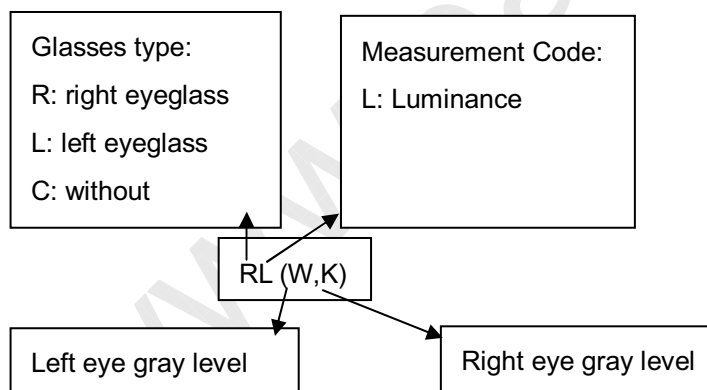 Glasses type:
R: right eyeglass
L: left eyeglass
C: without
Measurement Code:
L: Luminance
RL (W,K)
Left eye gray level
Right eye gray level